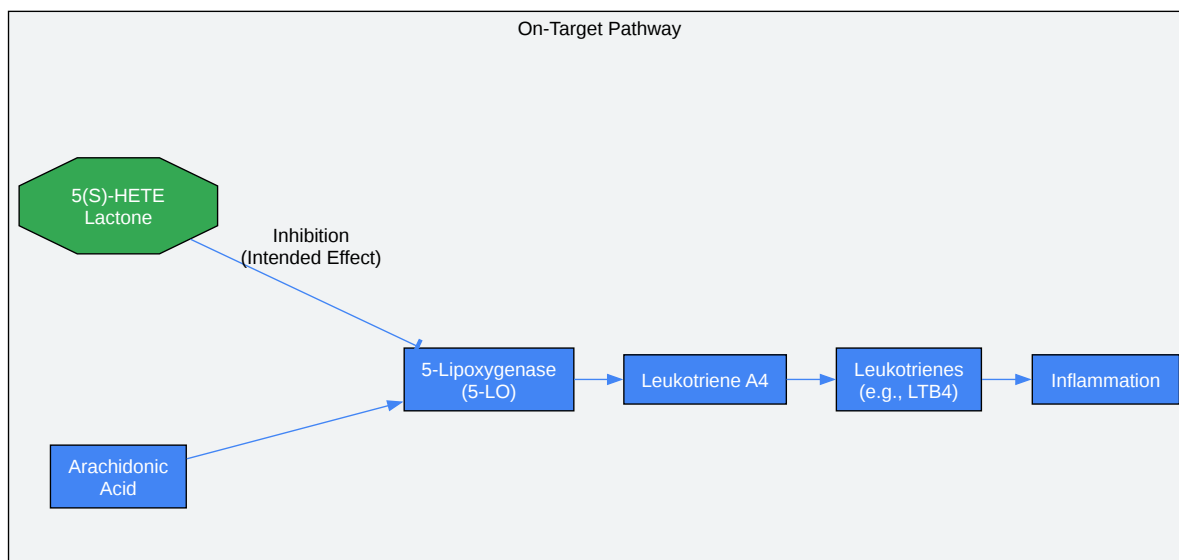 On-Target Pathway
5(S)-HETE
Lactone
Inhibition
(Intended Effect)
5-Lipoxygenase
(5-LO)
Leukotriene A4
Leukotrienes
(e.g., LTB4)
Inflammation
Arachidonic
Acid